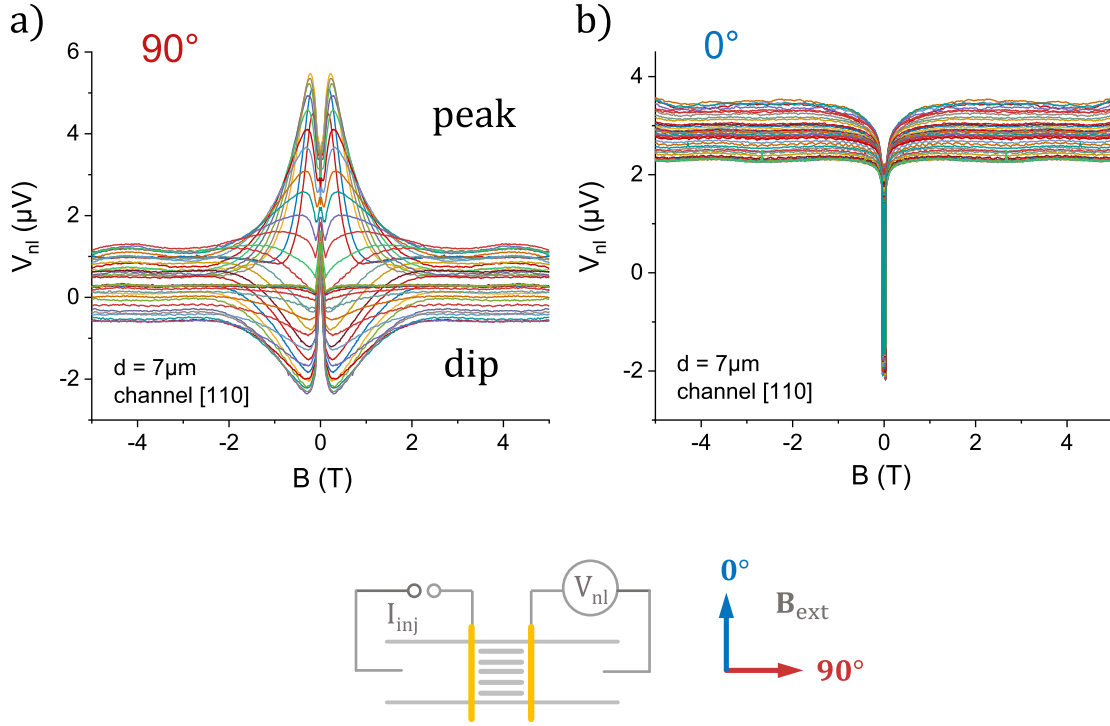 a)
90°
peak
dip
d = 7μm
channel [110]
V_nl (μV)
6
4
2
0
-2
-4
-2
0
2
4
B (T)
b)
0°
d = 7μm
channel [110]
V_nl (μV)
4
2
0
-2
-4
-2
0
2
4
B (T)
I_inj
V_nl
0°
B_ext
90°